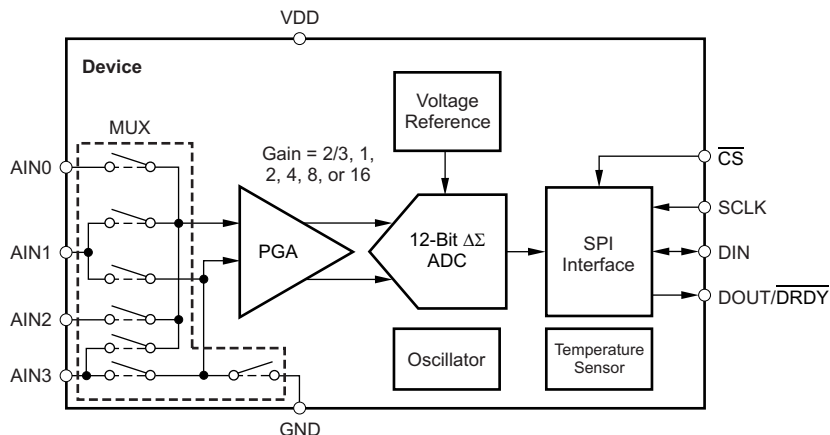 VDD
Device
MUX
AIN0
AIN1
AIN2
AIN3
Gain = 2/3, 1,
2, 4, 8, or 16
PGA
Voltage
Reference
12-Bit ΔΣ
ADC
Oscillator
SPI
Interface
Temperature
Sensor
CS
SCLK
DIN
DOUT/DRDY
GND